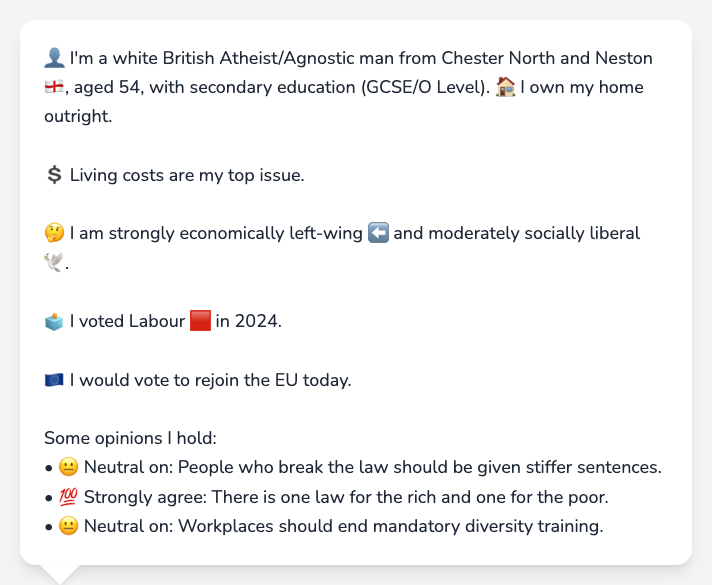 👤 I'm a white British Atheist/Agnostic man from Chester North and Neston
🏴󠁧󠁢󠁥󠁮󠁧󠁿, aged 54, with secondary education (GCSE/O Level). 🏠 I own my home
outright.
💲 Living costs are my top issue.
🤔 I am strongly economically left-wing ⬅️ and moderately socially liberal
🕊️.
🗳️ I voted Labour 🟥 in 2024.
🇪🇺 I would vote to rejoin the EU today.
Some opinions I hold:
• 😐 Neutral on: People who break the law should be given stiffer sentences.
• 💯 Strongly agree: There is one law for the rich and one for the poor.
• 😐 Neutral on: Workplaces should end mandatory diversity training.